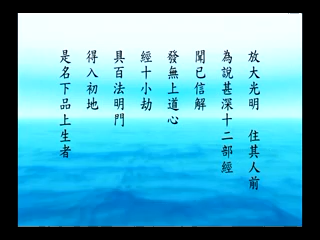 放大光明　住其人前
為說甚深十二部經
聞已信解
發無上道心
經十小劫
具百法明門
得入初地
是名下品上生者